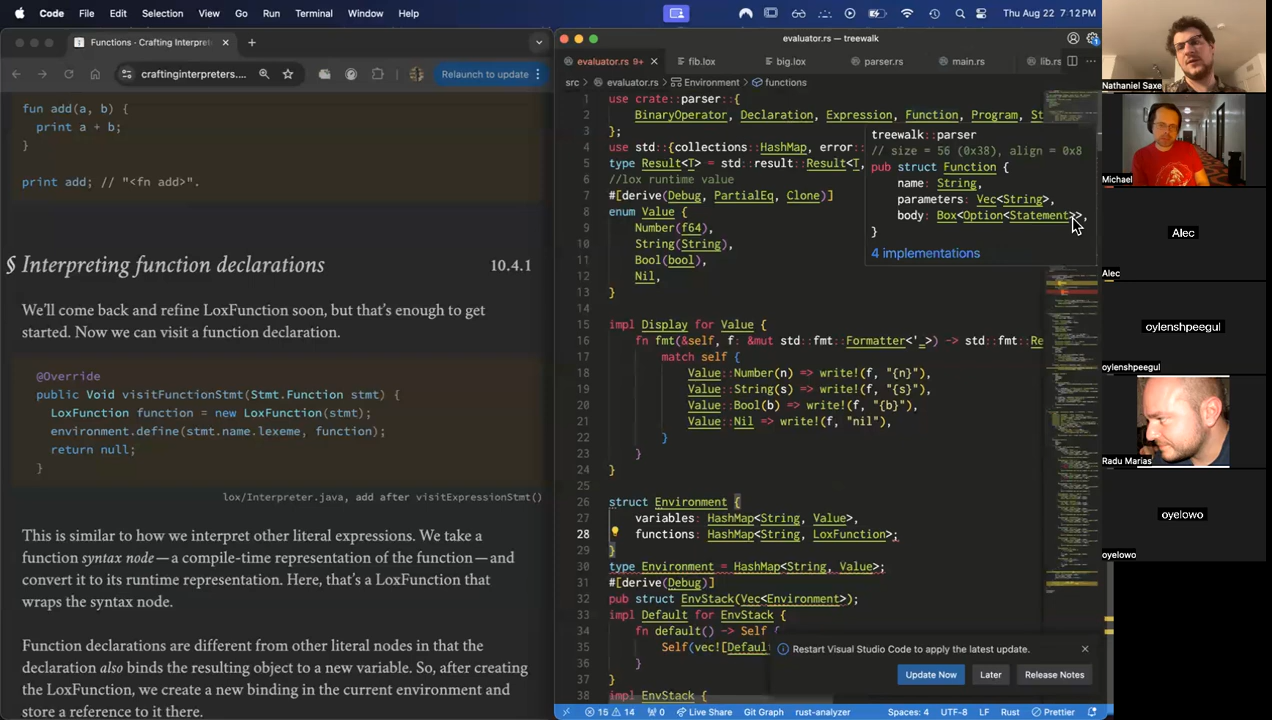 Code File Edit Selection View Go Run Terminal Window Help
Thu Aug 22 7:12 PM
Functions - Crafting Interpret
craftinginterpreters....
Relaunch to update
fun add(a, b) {
print a + b;
}
print add; // "<fn add>".
§ Interpreting function declarations 10.4.1
We'll come back and refine LoxFunction soon, but that's enough to get
started. Now we can visit a function declaration.
@Override
public Void visitFunctionStmt(Stmt.Function stmt) {
LoxFunction function = new LoxFunction(stmt);
environment.define(stmt.name.lexeme, function);
return null;
}
lox/Interpreter.java, add after visitExpressionStmt()
This is similar to how we interpret other literal expressions. We take a
function syntax node—a compile-time representation of the function—and
convert it to its runtime representation. Here, that's a LoxFunction that
wraps the syntax node.
Function declarations are different from other literal nodes in that the
declaration also binds the resulting object to a new variable. So, after creating
the LoxFunction, we create a new binding in the current environment and
store a reference to it there.
evaluator.rs — treewalk
evaluator.rs 9+
fib.lox
big.lox
parser.rs
main.rs
lib.rs
src > evaluator.rs > Environment > functions
1 use crate::parser::{
2 BinaryOperator, Declaration, Expression, Function, Program, St
3 };
4 use std::{collections::HashMap, error::
5 type Result<T> = std::result::Result<T,
6 //lox runtime value
7 #[derive(Debug, PartialEq, Clone)]
8 enum Value {
9 Number(f64),
10 String(String),
11 Bool(bool),
12 Nil,
13 }
14
15 impl Display for Value {
16 fn fmt(&self, f: &mut std::fmt::Formatter<'_>) -> std::fmt::Re
17 match self {
18 Value::Number(n) => write!(f, "{n}"),
19 Value::String(s) => write!(f, "{s}"),
20 Value::Bool(b) => write!(f, "{b}"),
21 Value::Nil => write!(f, "nil"),
22 }
23 }
24 }
25
26 struct Environment {
27 variables: HashMap<String, Value>,
28 functions: HashMap<String, LoxFunction>;
29 }
30 type Environment = HashMap<String, Value>;
31 #[derive(Debug)]
32 pub struct EnvStack(Vec<Environment>);
33 impl Default for EnvStack {
34 fn default() -> Self {
35 Self(vec![Defaul
36 }
37 }
38 impl EnvStack {
treewalk::parser
// size = 56 (0x38), align = 0x8
pub struct Function {
name: String,
parameters: Vec<String>,
body: Box<Option<Statement>>,
}
4 implementations
Restart Visual Studio Code to apply the latest update.
Update Now
Later
Release Notes
15 14 0 Live Share Git Graph rust-analyzer Spaces: 4 UTF-8 LF Rust Prettier
Nathaniel Saxe
Michael
Alec
Alec
oylenshpeegul
oylenshpeegul
Radu Marias
oyelowo
oyelowo